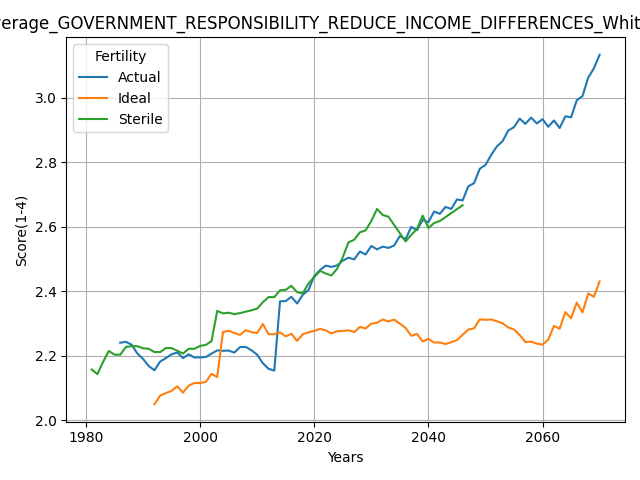 verage_GOVERNMENT_RESPONSIBILITY_REDUCE_INCOME_DIFFERENCES_Whit
Fertility
Actual
Ideal
Sterile
Score(1-4)
3.0
2.8
2.6
2.4
2.2
2.0
1980 2000 2020 2040 2060
Years